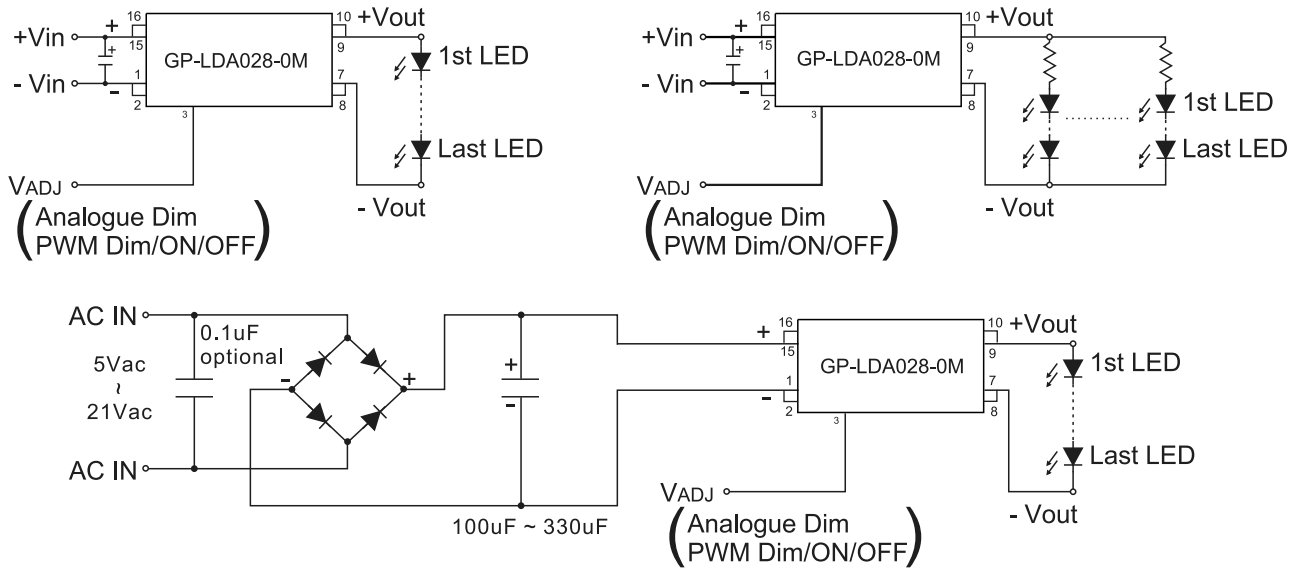 16
10
+Vout
+
+Vin
15
9
+
GP-LDA028-0M
1st LED
- Vin
1
7
-
2
8
3
Last LED
VADJ
- Vout
(Analogue Dim
PWM Dim/ON/OFF)
16
10
+Vout
+
+Vin
15
9
+
GP-LDA028-0M
- Vin
1
7
-
2
8
1st LED
3
Last LED
VADJ
- Vout
(Analogue Dim
PWM Dim/ON/OFF)
AC IN
0.1uF
optional
5Vac
~
21Vac
AC IN
-
+
+
-
100uF ~ 330uF
16
10
+Vout
+
15
9
GP-LDA028-0M
1st LED
1
7
-
2
8
3
Last LED
VADJ
- Vout
(Analogue Dim
PWM Dim/ON/OFF)